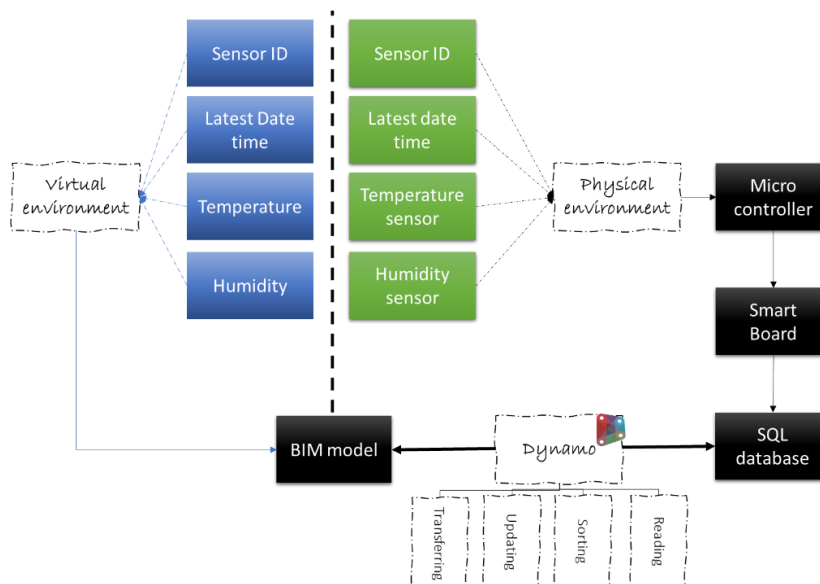 Sensor ID
Latest Date
time
Temperature
Humidity
Virtual
environment
Sensor ID
Latest date
time
Temperature
sensor
Humidity
sensor
Physical
environment
Micro
controller
Smart
Board
SQL
database
BIM model
Dynamo
Transferring
Updating
Sorting
Reading